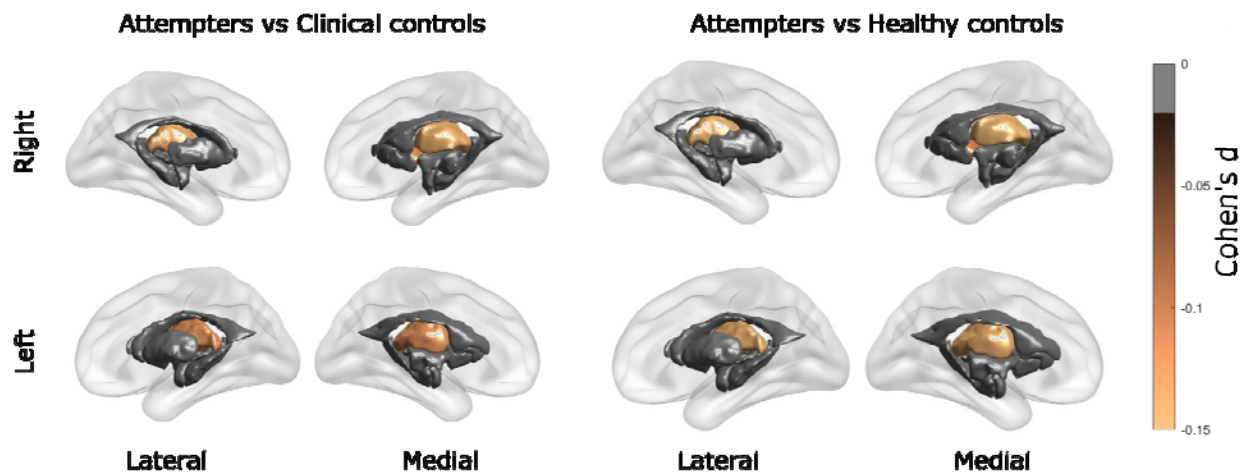 Attempters vs Clinical controls
Attempters vs Healthy controls
Right
Left
Lateral
Medial
Lateral
Medial
0
-0.05
-0.1
-0.15
Cohen's d